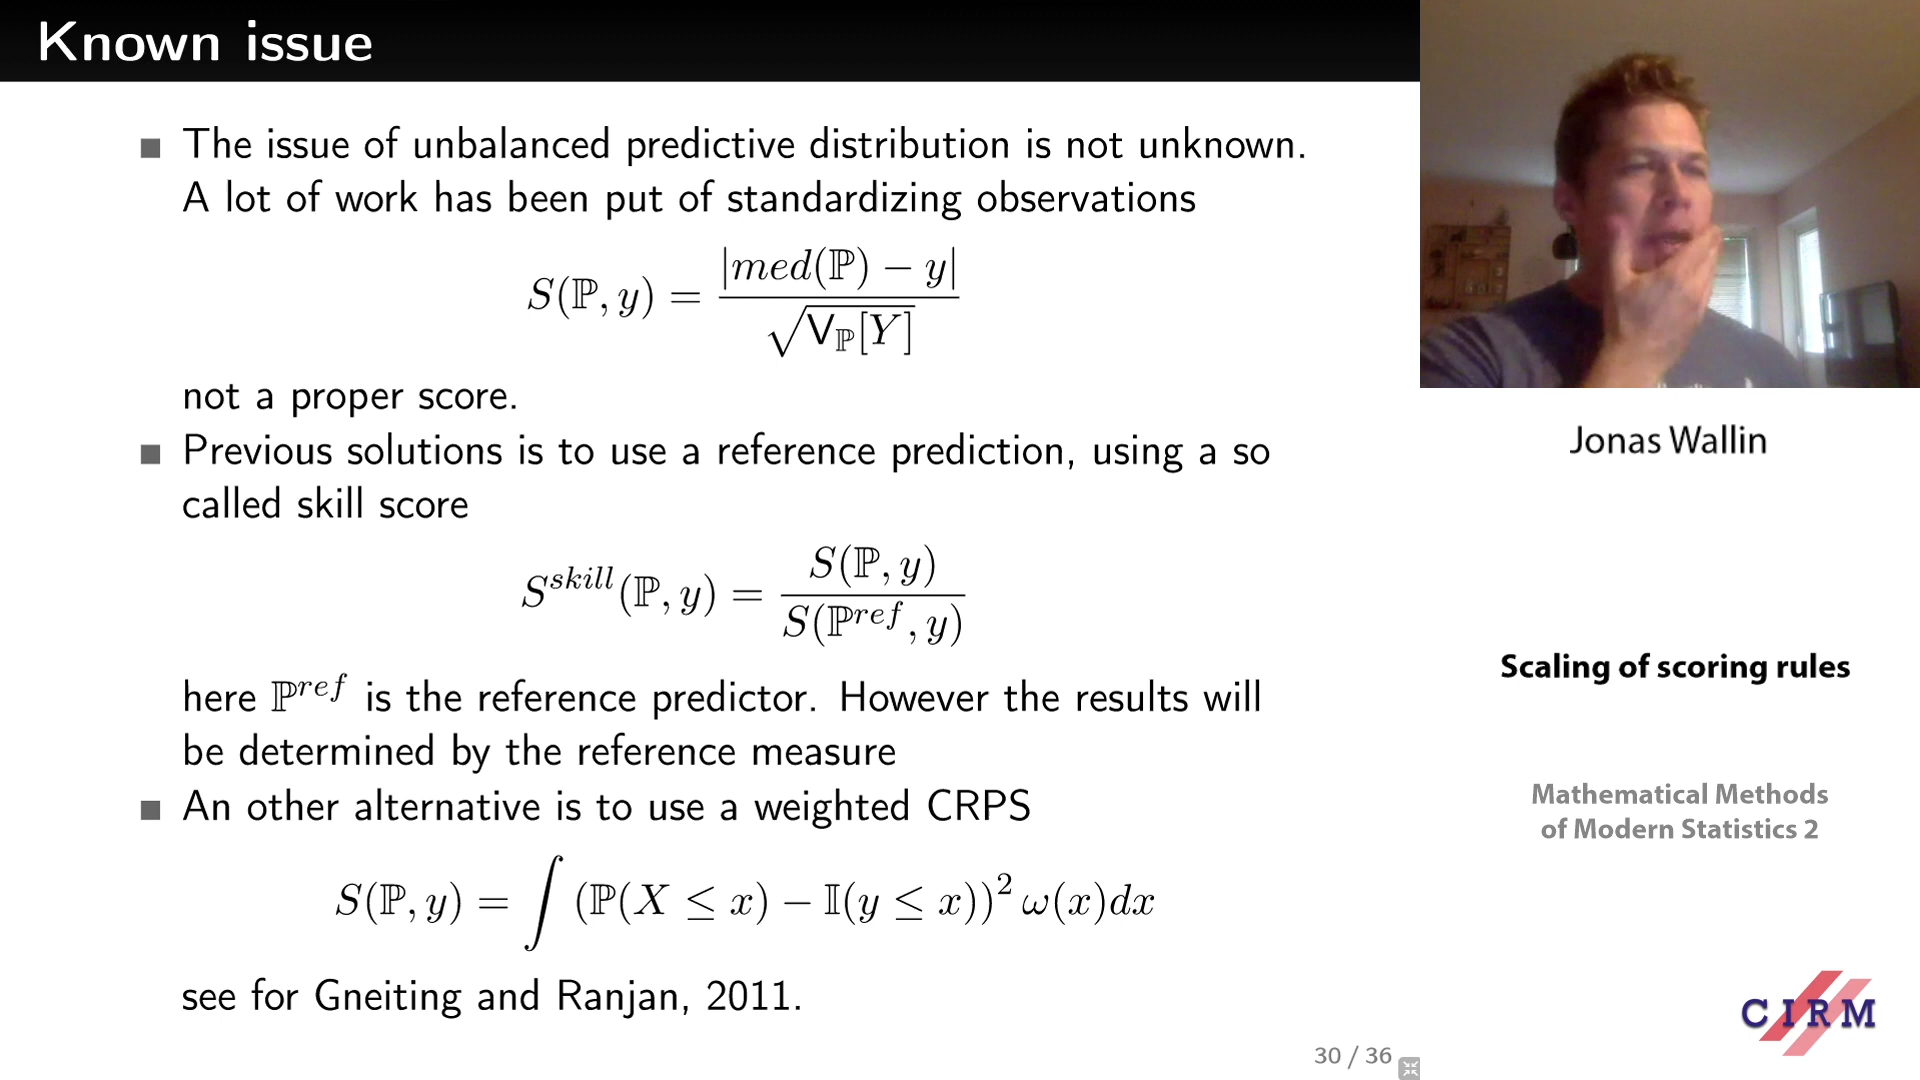 Known issue
The issue of unbalanced predictive distribution is not unknown.
A lot of work has been put of standardizing observations
S(ℙ, y) = |med(ℙ) − y| / √V_ℙ[Y]
not a proper score.
Previous solutions is to use a reference prediction, using a so
called skill score
S^{skill}(ℙ, y) = S(ℙ, y) / S(ℙ^{ref}, y)
here ℙ^{ref} is the reference predictor. However the results will
be determined by the reference measure
An other alternative is to use a weighted CRPS
S(ℙ, y) = ∫ (ℙ(X ≤ x) − 𝕀(y ≤ x))² ω(x)dx
see for Gneiting and Ranjan, 2011.
30 / 36
Jonas Wallin
Scaling of scoring rules
Mathematical Methods
of Modern Statistics 2
CIRM